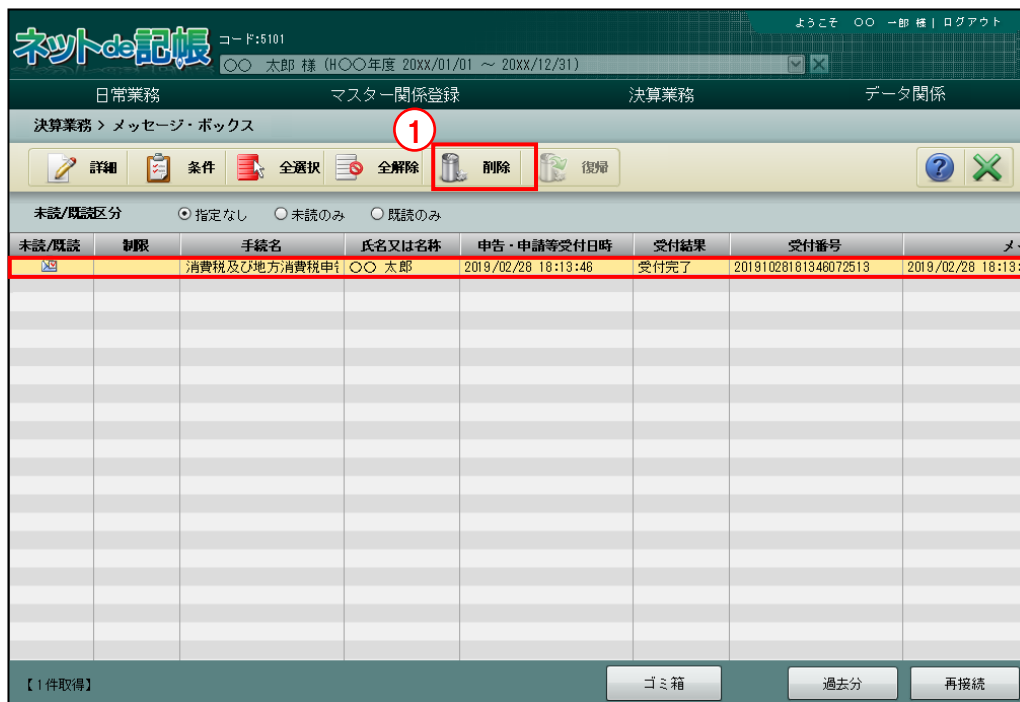 ようこそ 〇〇 一郎 様 | ログアウト
ネットde記帳 コード:5101
〇〇 太郎 様 (H〇〇年度 20XX/01/01 ～ 20XX/12/31)
日常業務 マスター関係登録 決算業務 データ関係
決算業務 > メッセージ・ボックス
1
詳細 条件 全選択 全解除 削除 復帰
未読/既読区分 指定なし 未読のみ 既読のみ
未読/既読 制限 手続名 氏名又は名称 申告・申請等受付日時 受付結果 受付番号 メ
消費税及び地方消費税申 〇〇 太郎 2019/02/28 18:13:46 受付完了 20191028181346072513 2019/02/28 18:13:
【1件取得】 ゴミ箱 過去分 再接続